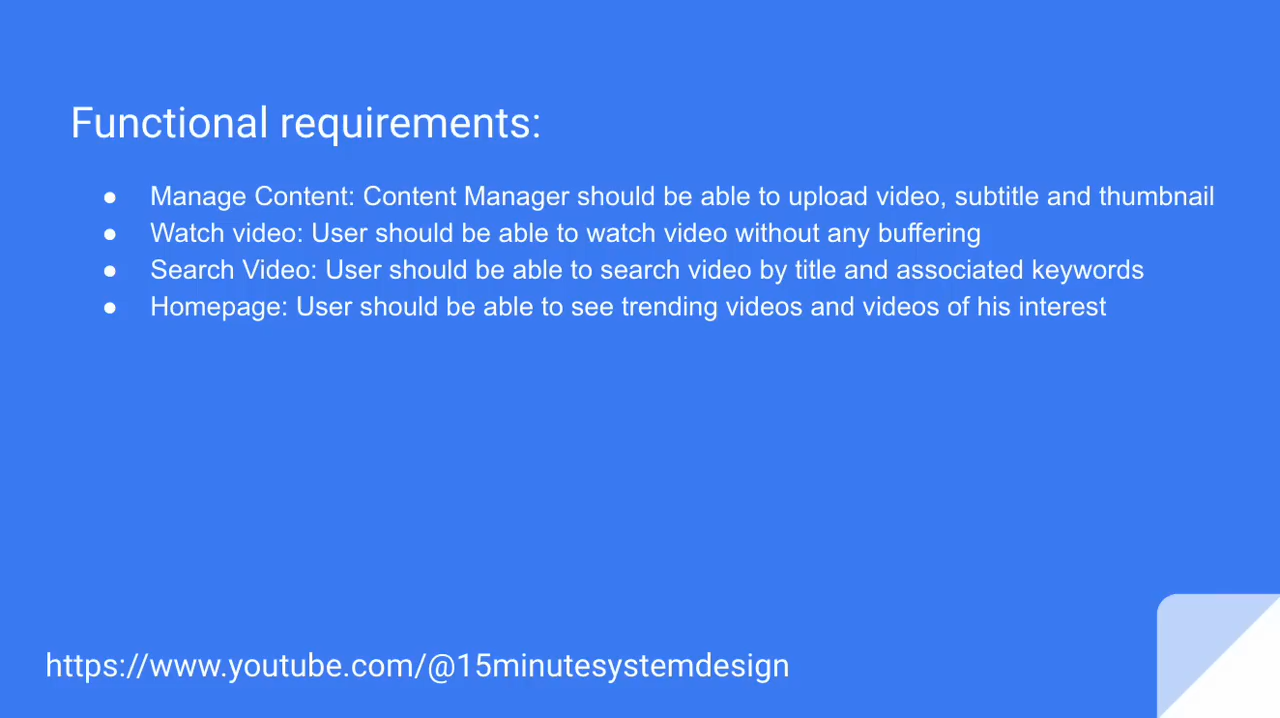 Functional requirements:
● Manage Content: Content Manager should be able to upload video, subtitle and thumbnail
● Watch video: User should be able to watch video without any buffering
● Search Video: User should be able to search video by title and associated keywords
● Homepage: User should be able to see trending videos and videos of his interest
https://www.youtube.com/@15minutesystemdesign